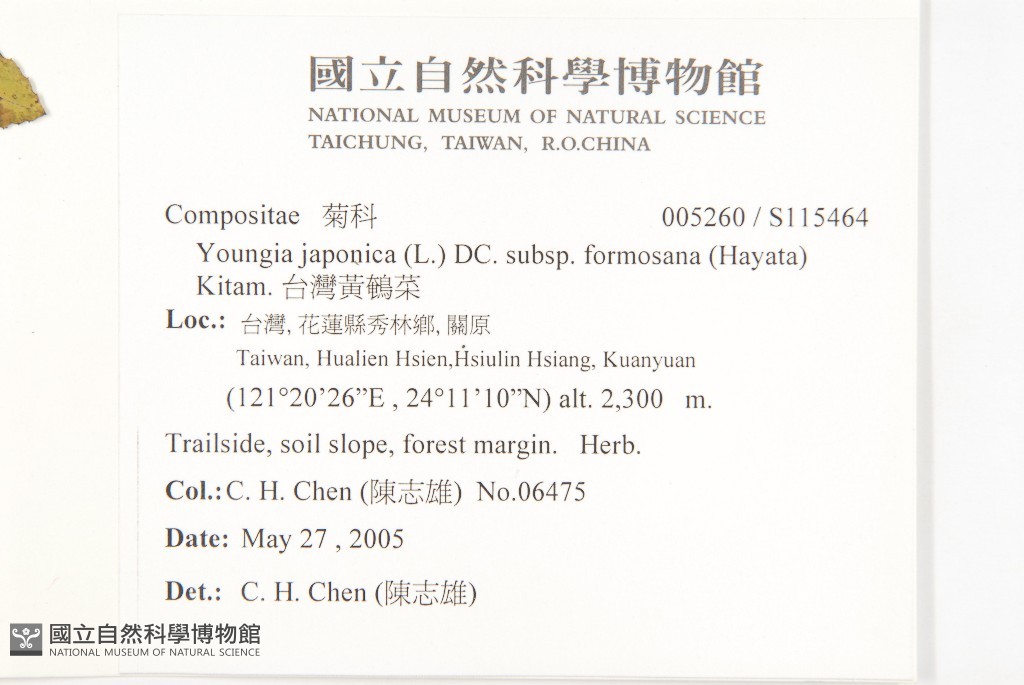 國立自然科學博物館
NATIONAL MUSEUM OF NATURAL SCIENCE
TAICHUNG, TAIWAN, R.O.CHINA
Compositae 菊科 005260 / S115464
Youngia japonica (L.) DC. subsp. formosana (Hayata)
Kitam. 台灣黃鵪菜
Loc.: 台灣, 花蓮縣秀林鄉, 關原
Taiwan, Hualien Hsien,Hsiulin Hsiang, Kuanyuan
(121°20’26”E , 24°11’10”N) alt. 2,300 m.
Trailside, soil slope, forest margin. Herb.
Col.: C. H. Chen (陳志雄) No.06475
Date: May 27 , 2005
Det.: C. H. Chen (陳志雄)
國立自然科學博物館
NATIONAL MUSEUM OF NATURAL SCIENCE